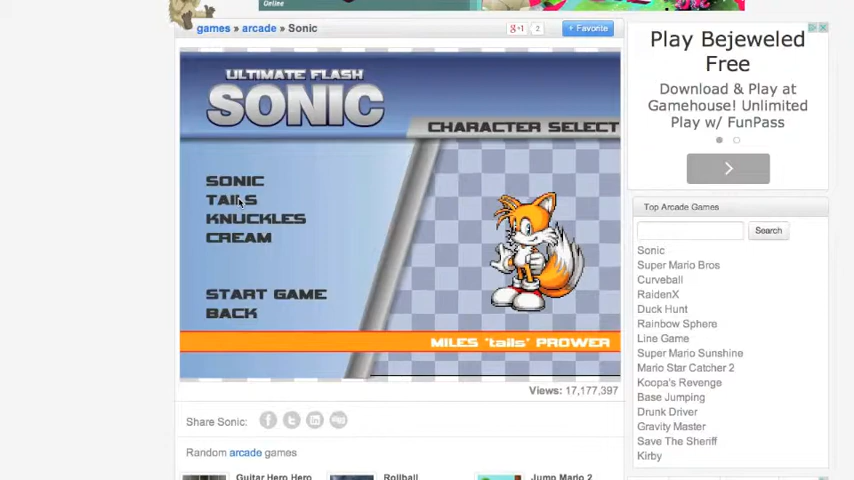 Online
games » arcade » Sonic
g+1
2
+ Favorite
ULTIMATE FLASH
SONIC
CHARACTER SELECT
SONIC
TAILS
KNUCKLES
CREAM
START GAME
BACK
MILES "tails" PROWER
Views: 17,177,397
Share Sonic:
Random arcade games
Guitar Hero Hero
Rollball
Jump Mario 2
Play Bejeweled
Free
Download & Play at
Gamehouse! Unlimited
Play w/ FunPass
Top Arcade Games
Search
Sonic
Super Mario Bros
Curveball
RaidenX
Duck Hunt
Rainbow Sphere
Line Game
Super Mario Sunshine
Mario Star Catcher 2
Koopa's Revenge
Base Jumping
Drunk Driver
Gravity Master
Save The Sheriff
Kirby